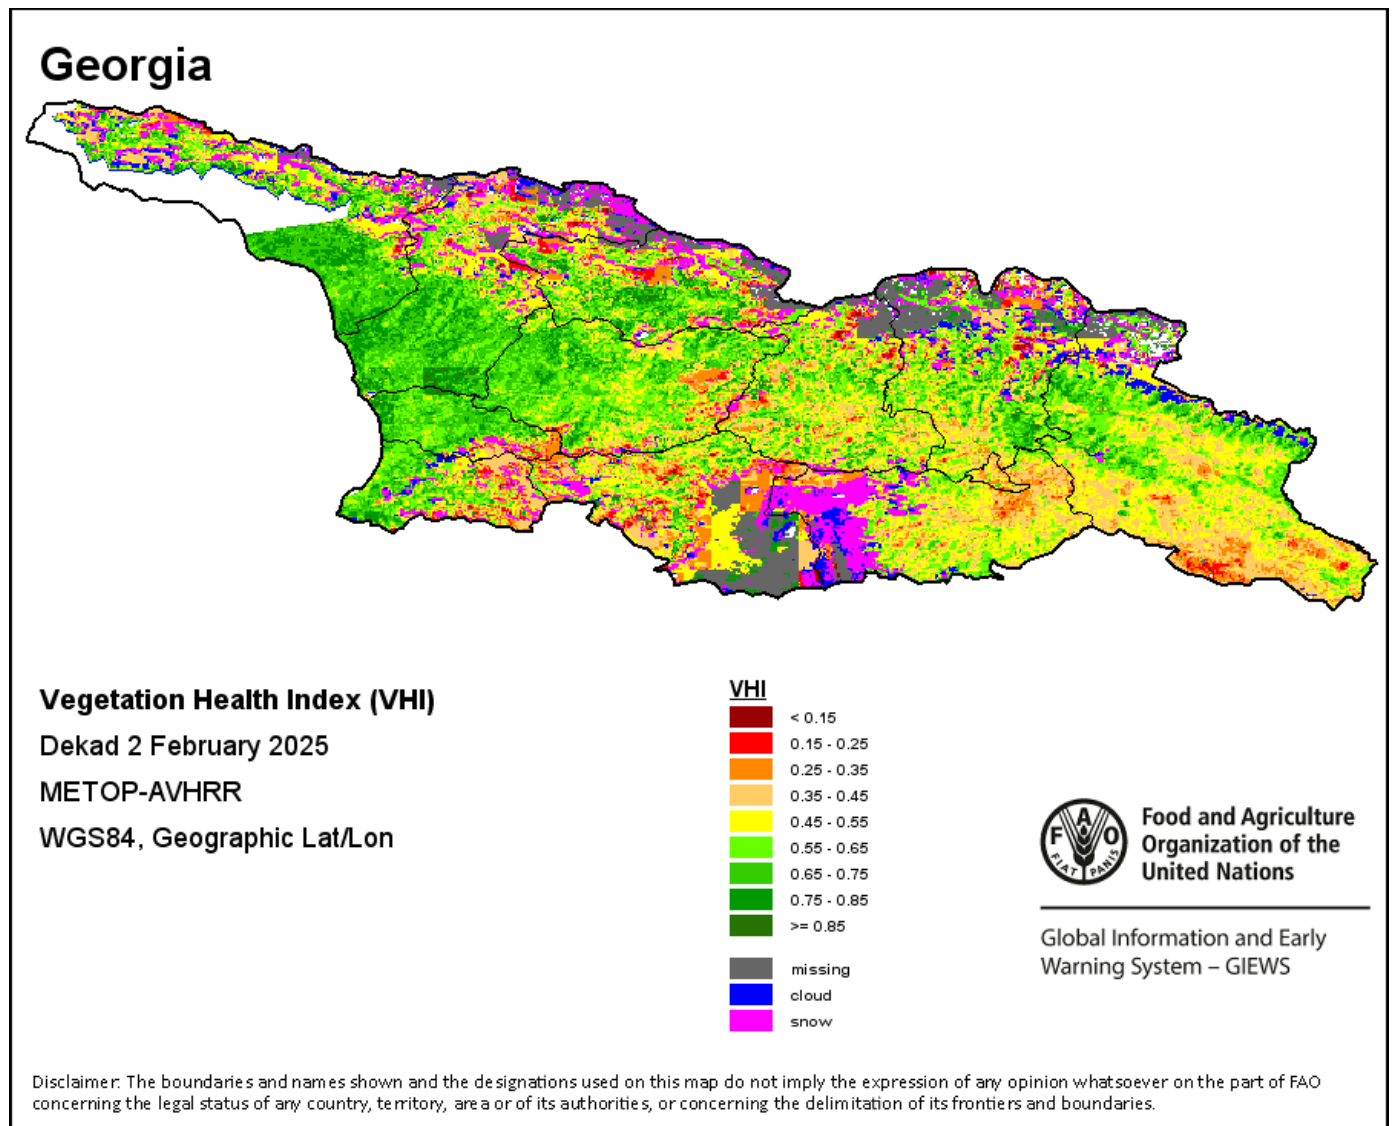 Georgia
Vegetation Health Index (VHI)
Dekad 2 February 2025
METOP-AVHRR
WGS84, Geographic Lat/Lon
VHI
< 0.15
0.15 - 0.25
0.25 - 0.35
0.35 - 0.45
0.45 - 0.55
0.55 - 0.65
0.65 - 0.75
0.75 - 0.85
>= 0.85
missing
cloud
snow
F A O
FIAT PANIS
Food and Agriculture
Organization of the
United Nations
Global Information and Early
Warning System – GIEWS
Disclaimer: The boundaries and names shown and the designations used on this map do not imply the expression of any opinion whatsoever on the part of FAO
concerning the legal status of any country, territory, area or of its authorities, or concerning the delimitation of its frontiers and boundaries.